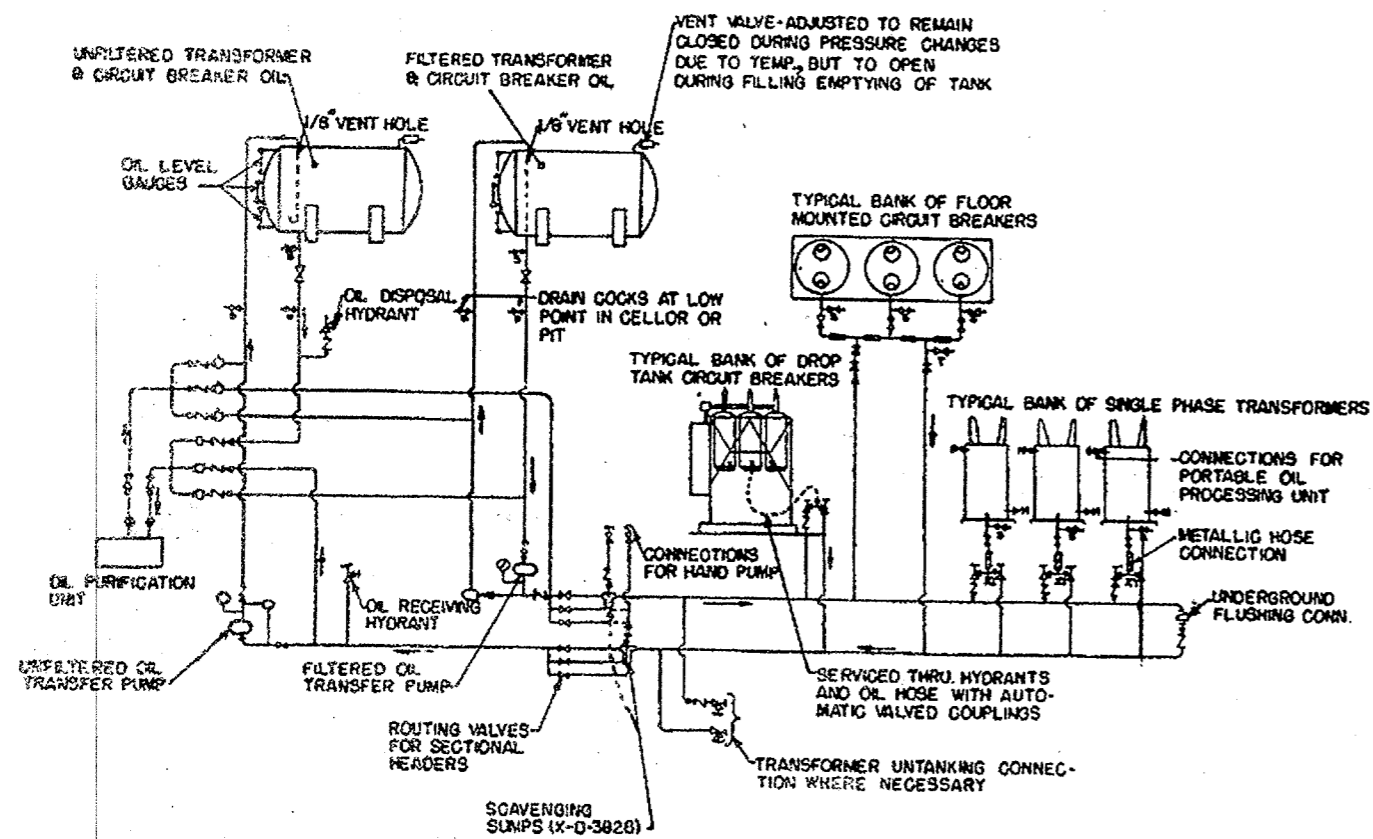 VENT VALVE-ADJUSTED TO REMAIN
CLOSED DURING PRESSURE CHANGES
DUE TO TEMP., BUT TO OPEN
DURING FILLING EMPTYING OF TANK
UNFILTERED TRANSFORMER
& CIRCUIT BREAKER OIL
FILTERED TRANSFORMER
& CIRCUIT BREAKER OIL
1/8" VENT HOLE
1/8" VENT HOLE
OIL LEVEL
GAUGES
TYPICAL BANK OF FLOOR
MOUNTED CIRCUIT BREAKERS
OIL DISPOSAL
HYDRANT
DRAIN COCKS AT LOW
POINT IN CELLOR OR
PIT
TYPICAL BANK OF DROP
TANK CIRCUIT BREAKERS
TYPICAL BANK OF SINGLE PHASE TRANSFORMERS
CONNECTIONS FOR
PORTABLE OIL
PROCESSING UNIT
METALLIC HOSE
CONNECTION
CONNECTIONS
FOR HAND PUMP
OIL PURIFICATION
UNIT
OIL RECEIVING
HYDRANT
UNDERGROUND
FLUSHING CONN.
UNFILTERED OIL
TRANSFER PUMP
FILTERED OIL
TRANSFER PUMP
SERVICED THRU. HYDRANTS
AND OIL HOSE WITH AUTO-
MATIC VALVED COUPLINGS
ROUTING VALVES
FOR SECTIONAL
HEADERS
TRANSFORMER UNTANKING CONNEC-
TION WHERE NECESSARY
SCAVENGING
SUMPS (X-D-3828)